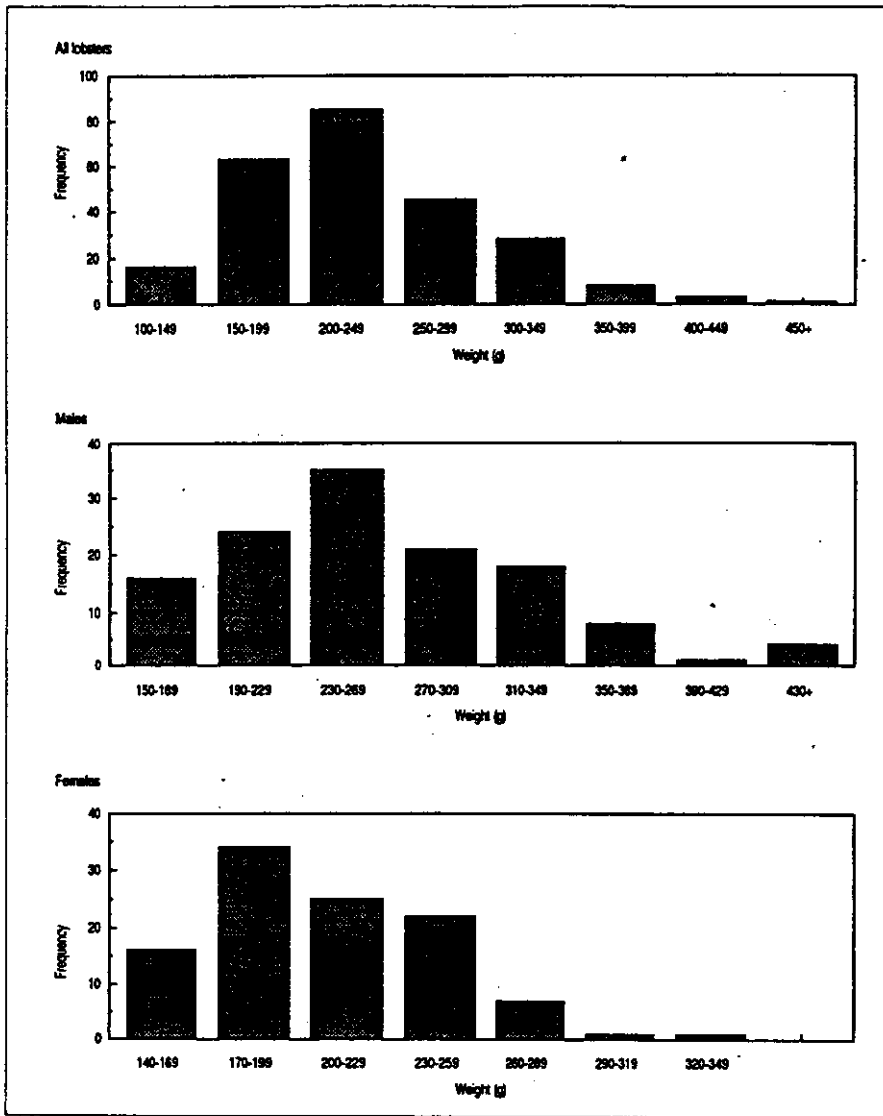 All lobsters
100
80
60
40
20
0
Frequency
100-149 150-199 200-249 250-299 300-349 350-399 400-449 450+
Weight (g)
Males
40
30
20
10
0
Frequency
150-189 190-229 230-269 270-309 310-349 350-389 390-429 430+
Weight (g)
Females
40
30
20
10
0
Frequency
140-169 170-199 200-229 230-259 260-289 290-319 320-349
Weight (g)